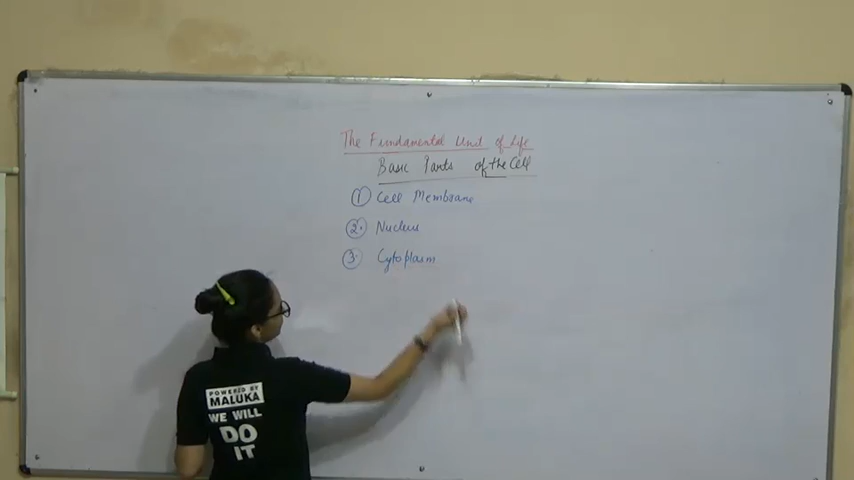 The Fundamental Unit of Life
Basic Parts of the Cell
1 Cell Membrane
2. Nucleus
3. Cytoplasm
POWERED BY
MALUKA
WE WILL
DO
IT